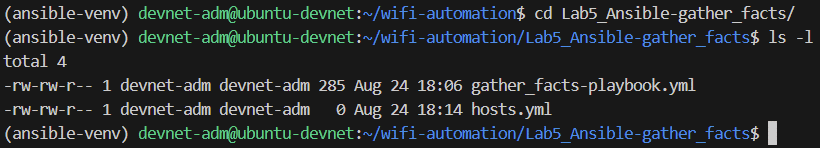 (ansible-venv) devnet-adm@ubuntu-devnet:~/wifi-automation$ cd Lab5_Ansible-gather_facts/
(ansible-venv) devnet-adm@ubuntu-devnet:~/wifi-automation/Lab5_Ansible-gather_facts$ ls -l
total 4
-rw-rw-r-- 1 devnet-adm devnet-adm 285 Aug 24 18:06 gather_facts-playbook.yml
-rw-rw-r-- 1 devnet-adm devnet-adm   0 Aug 24 18:14 hosts.yml
(ansible-venv) devnet-adm@ubuntu-devnet:~/wifi-automation/Lab5_Ansible-gather_facts$